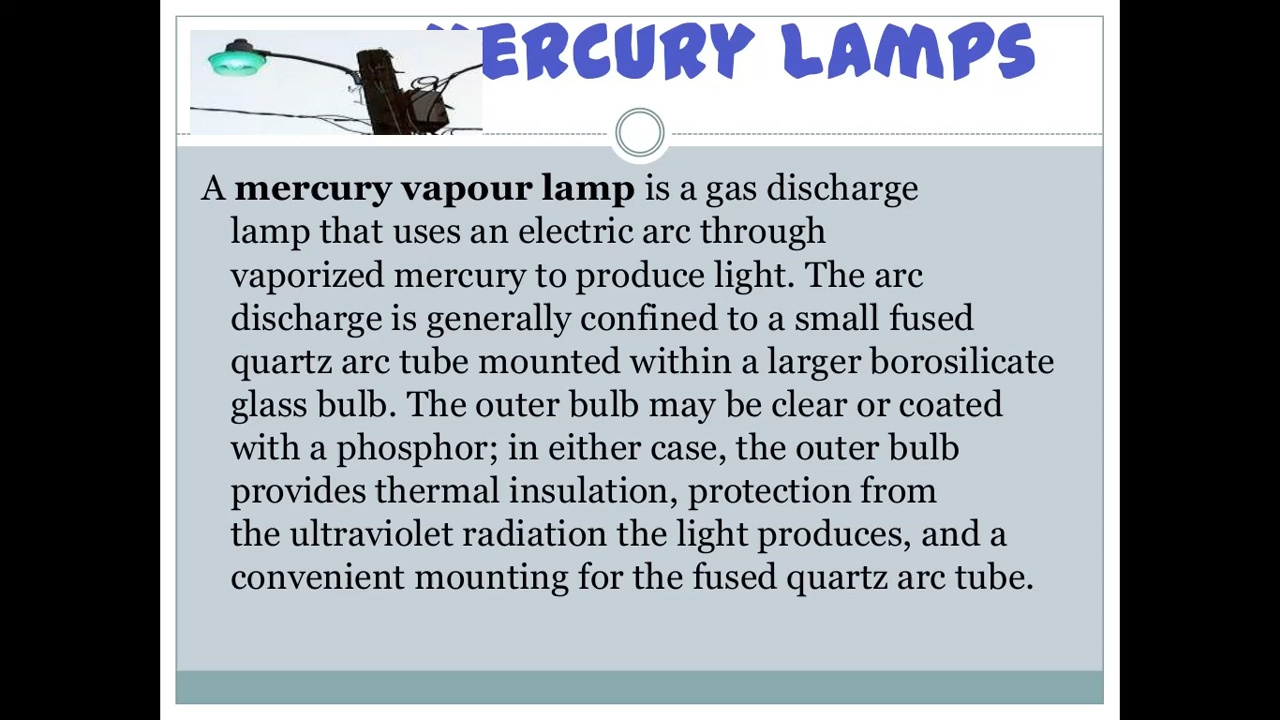 MERCURY LAMPS
A mercury vapour lamp is a gas discharge
lamp that uses an electric arc through
vaporized mercury to produce light. The arc
discharge is generally confined to a small fused
quartz arc tube mounted within a larger borosilicate
glass bulb. The outer bulb may be clear or coated
with a phosphor; in either case, the outer bulb
provides thermal insulation, protection from
the ultraviolet radiation the light produces, and a
convenient mounting for the fused quartz arc tube.